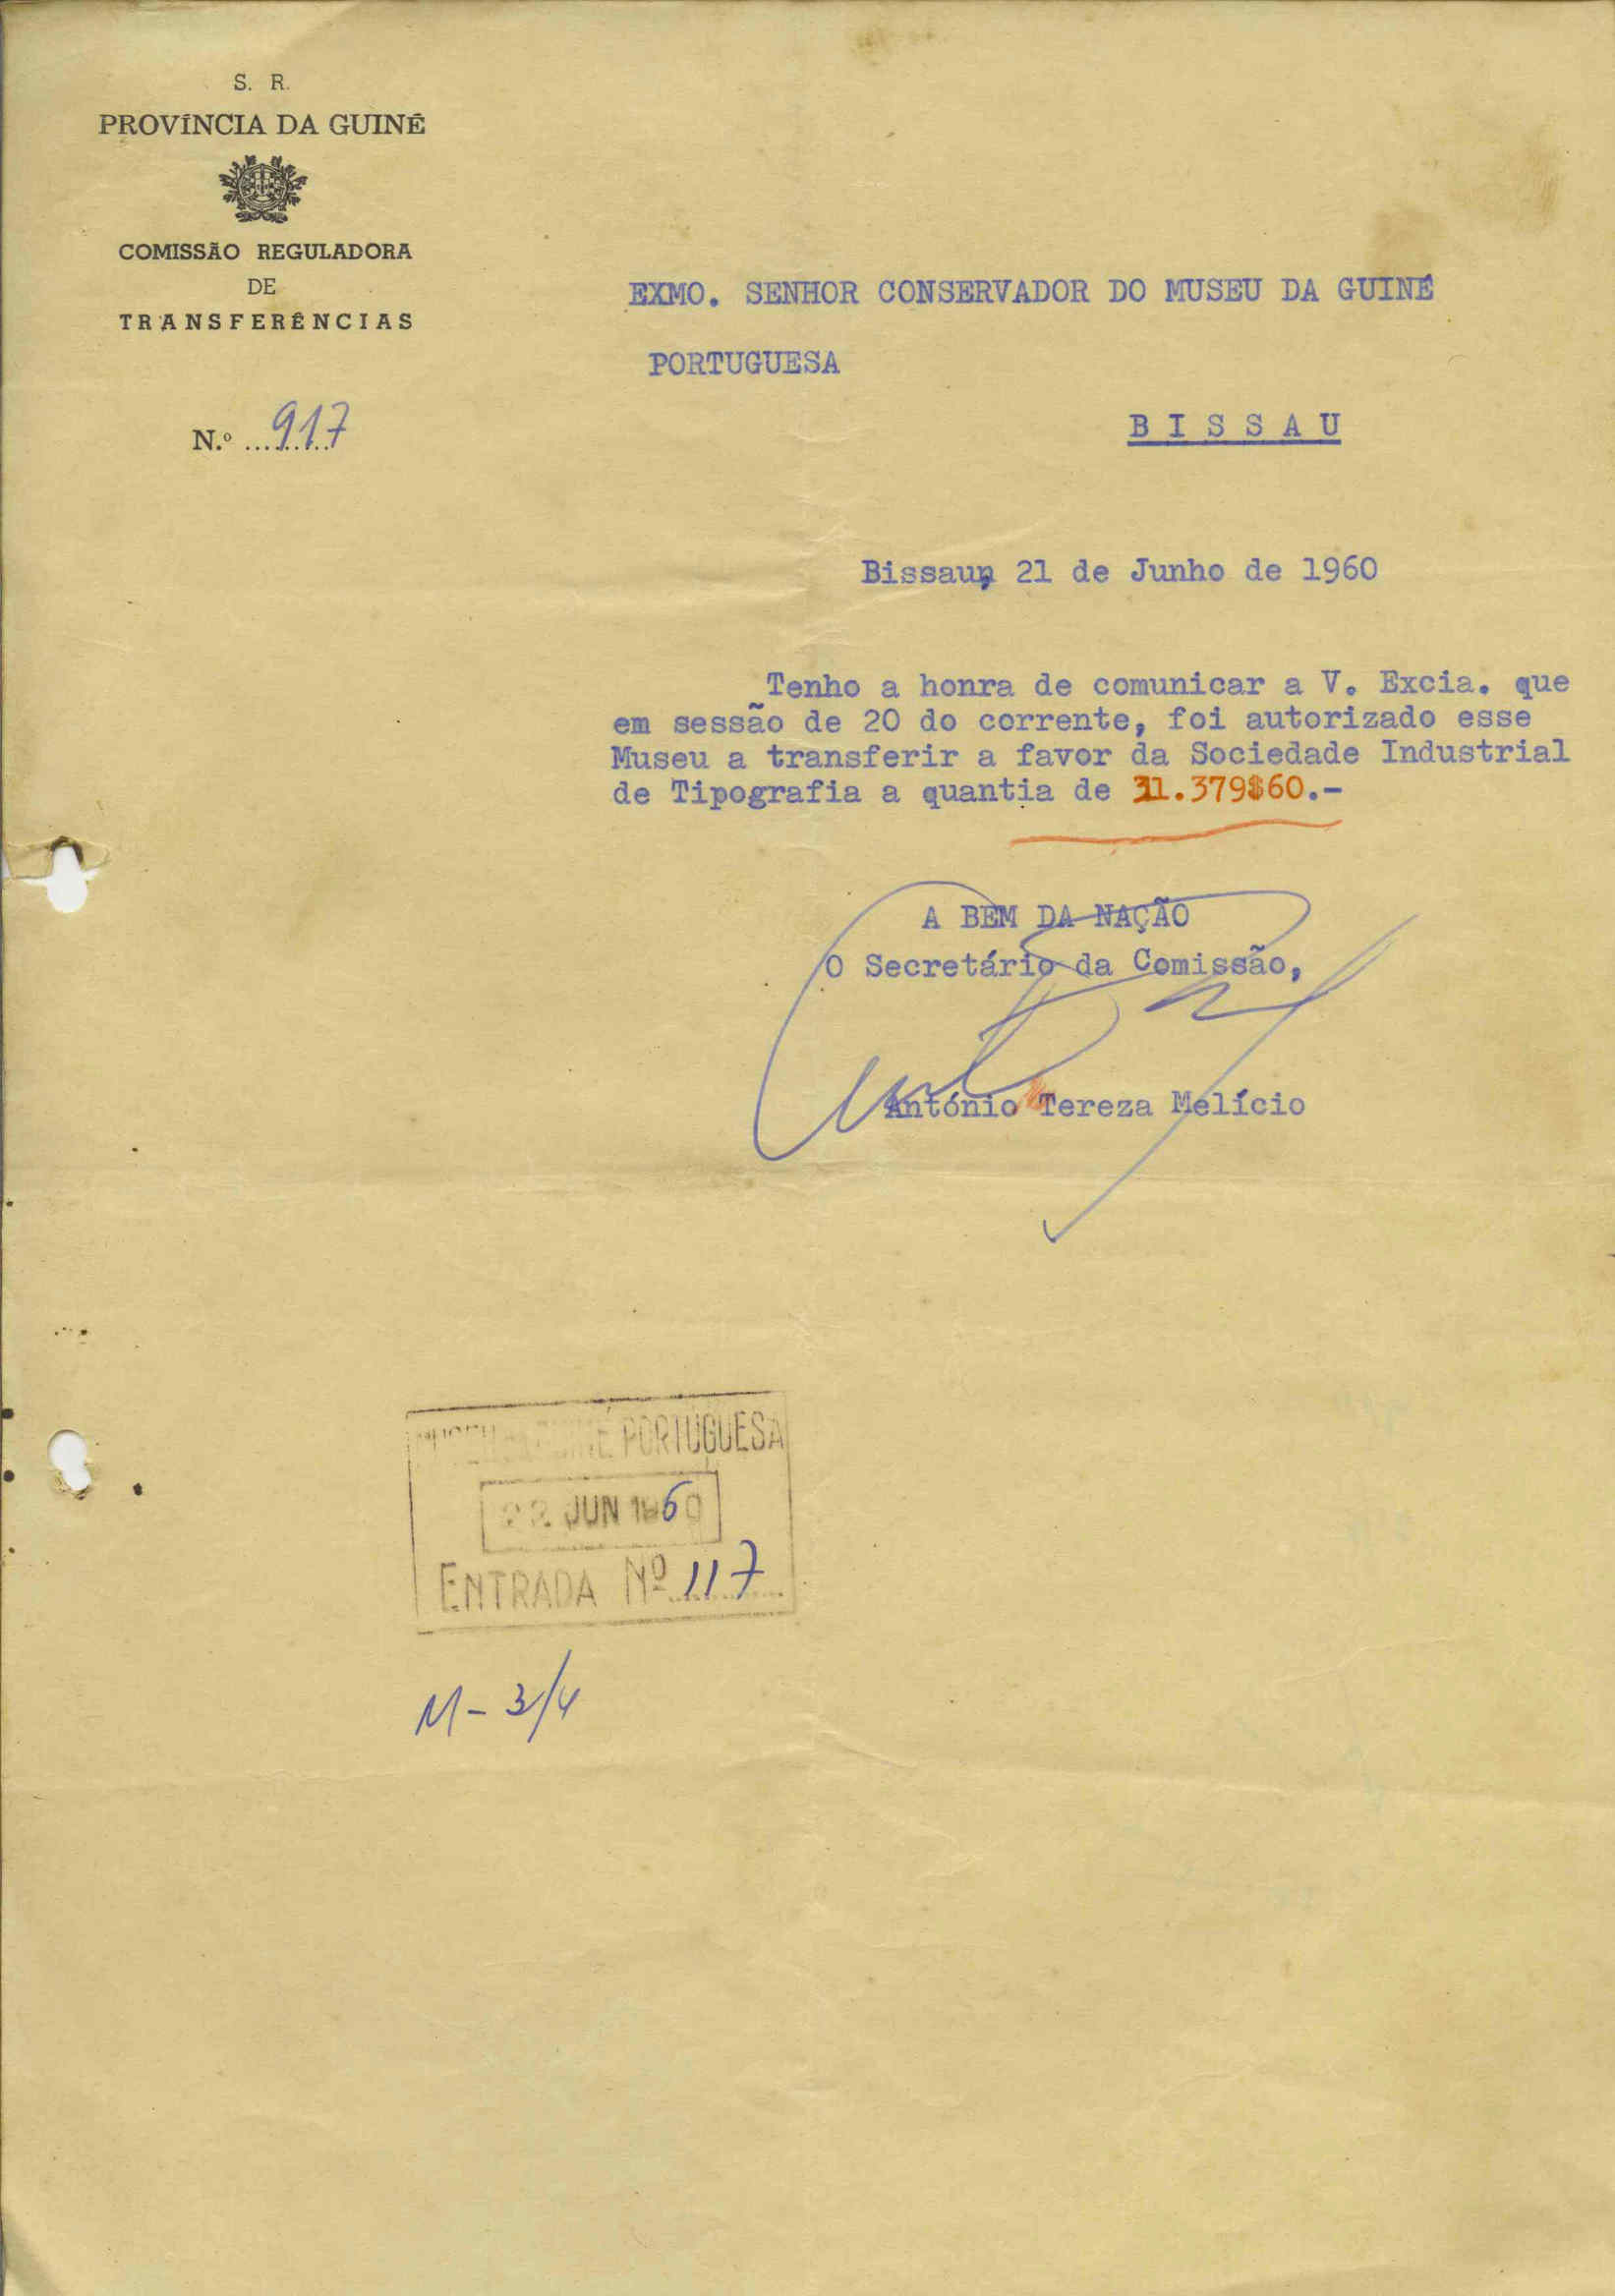 S. R.
PROVÍNCIA DA GUINÉ
COMISSÃO REGULADORA
DE
TRANSFERÊNCIAS
N.º 917
EXMO. SENHOR CONSERVADOR DO MUSEU DA GUINÉ
PORTUGUESA
BISSAU
Bissau, 21 de Junho de 1960
Tenho a honra de comunicar a V. Excia. que
em sessão de 20 do corrente, foi autorizado esse
Museu a transferir a favor da Sociedade Industrial
de Tipografia a quantia de 31.379$60.-
A BEM DA NAÇÃO
O Secretário da Comissão,
António Tereza Melício
PORTUGUESA
22 JUN 1960
ENTRADA Nº 117
M-3/4